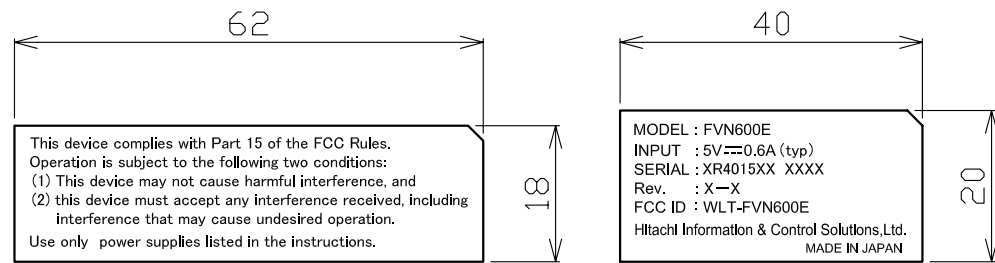 62
This device complies with Part 15 of the FCC Rules.
Operation is subject to the following two conditions:
(1) This device may not cause harmful interference, and
(2) this device must accept any interference received, including
interference that may cause undesired operation.
Use only power supplies listed in the instructions.
18
40
MODEL : FVN600E
INPUT : 5V⎓0.6A (typ)
SERIAL : XR4015XX XXXX
Rev. : X−X
FCC ID : WLT-FVN600E
Hitachi Information & Control Solutions,Ltd.
MADE IN JAPAN
20